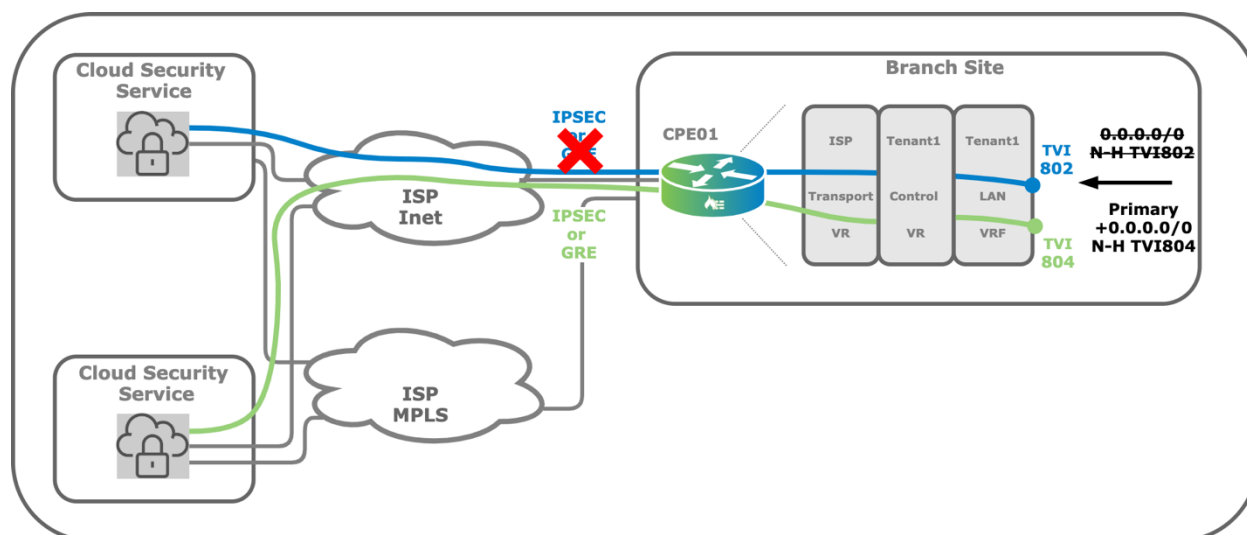 Cloud Security
Service
ISP
Inet
IPSEC
or
GRE
IPSEC
or
GRE
Branch Site
CPE01
ISP
Transport
VR
Tenant1
Control
VR
Tenant1
LAN
VRF
TVI
802
TVI
804
0.0.0.0/0
N-H TVI802
Primary
+0.0.0.0/0
N-H TVI804
Cloud Security
Service
ISP
MPLS